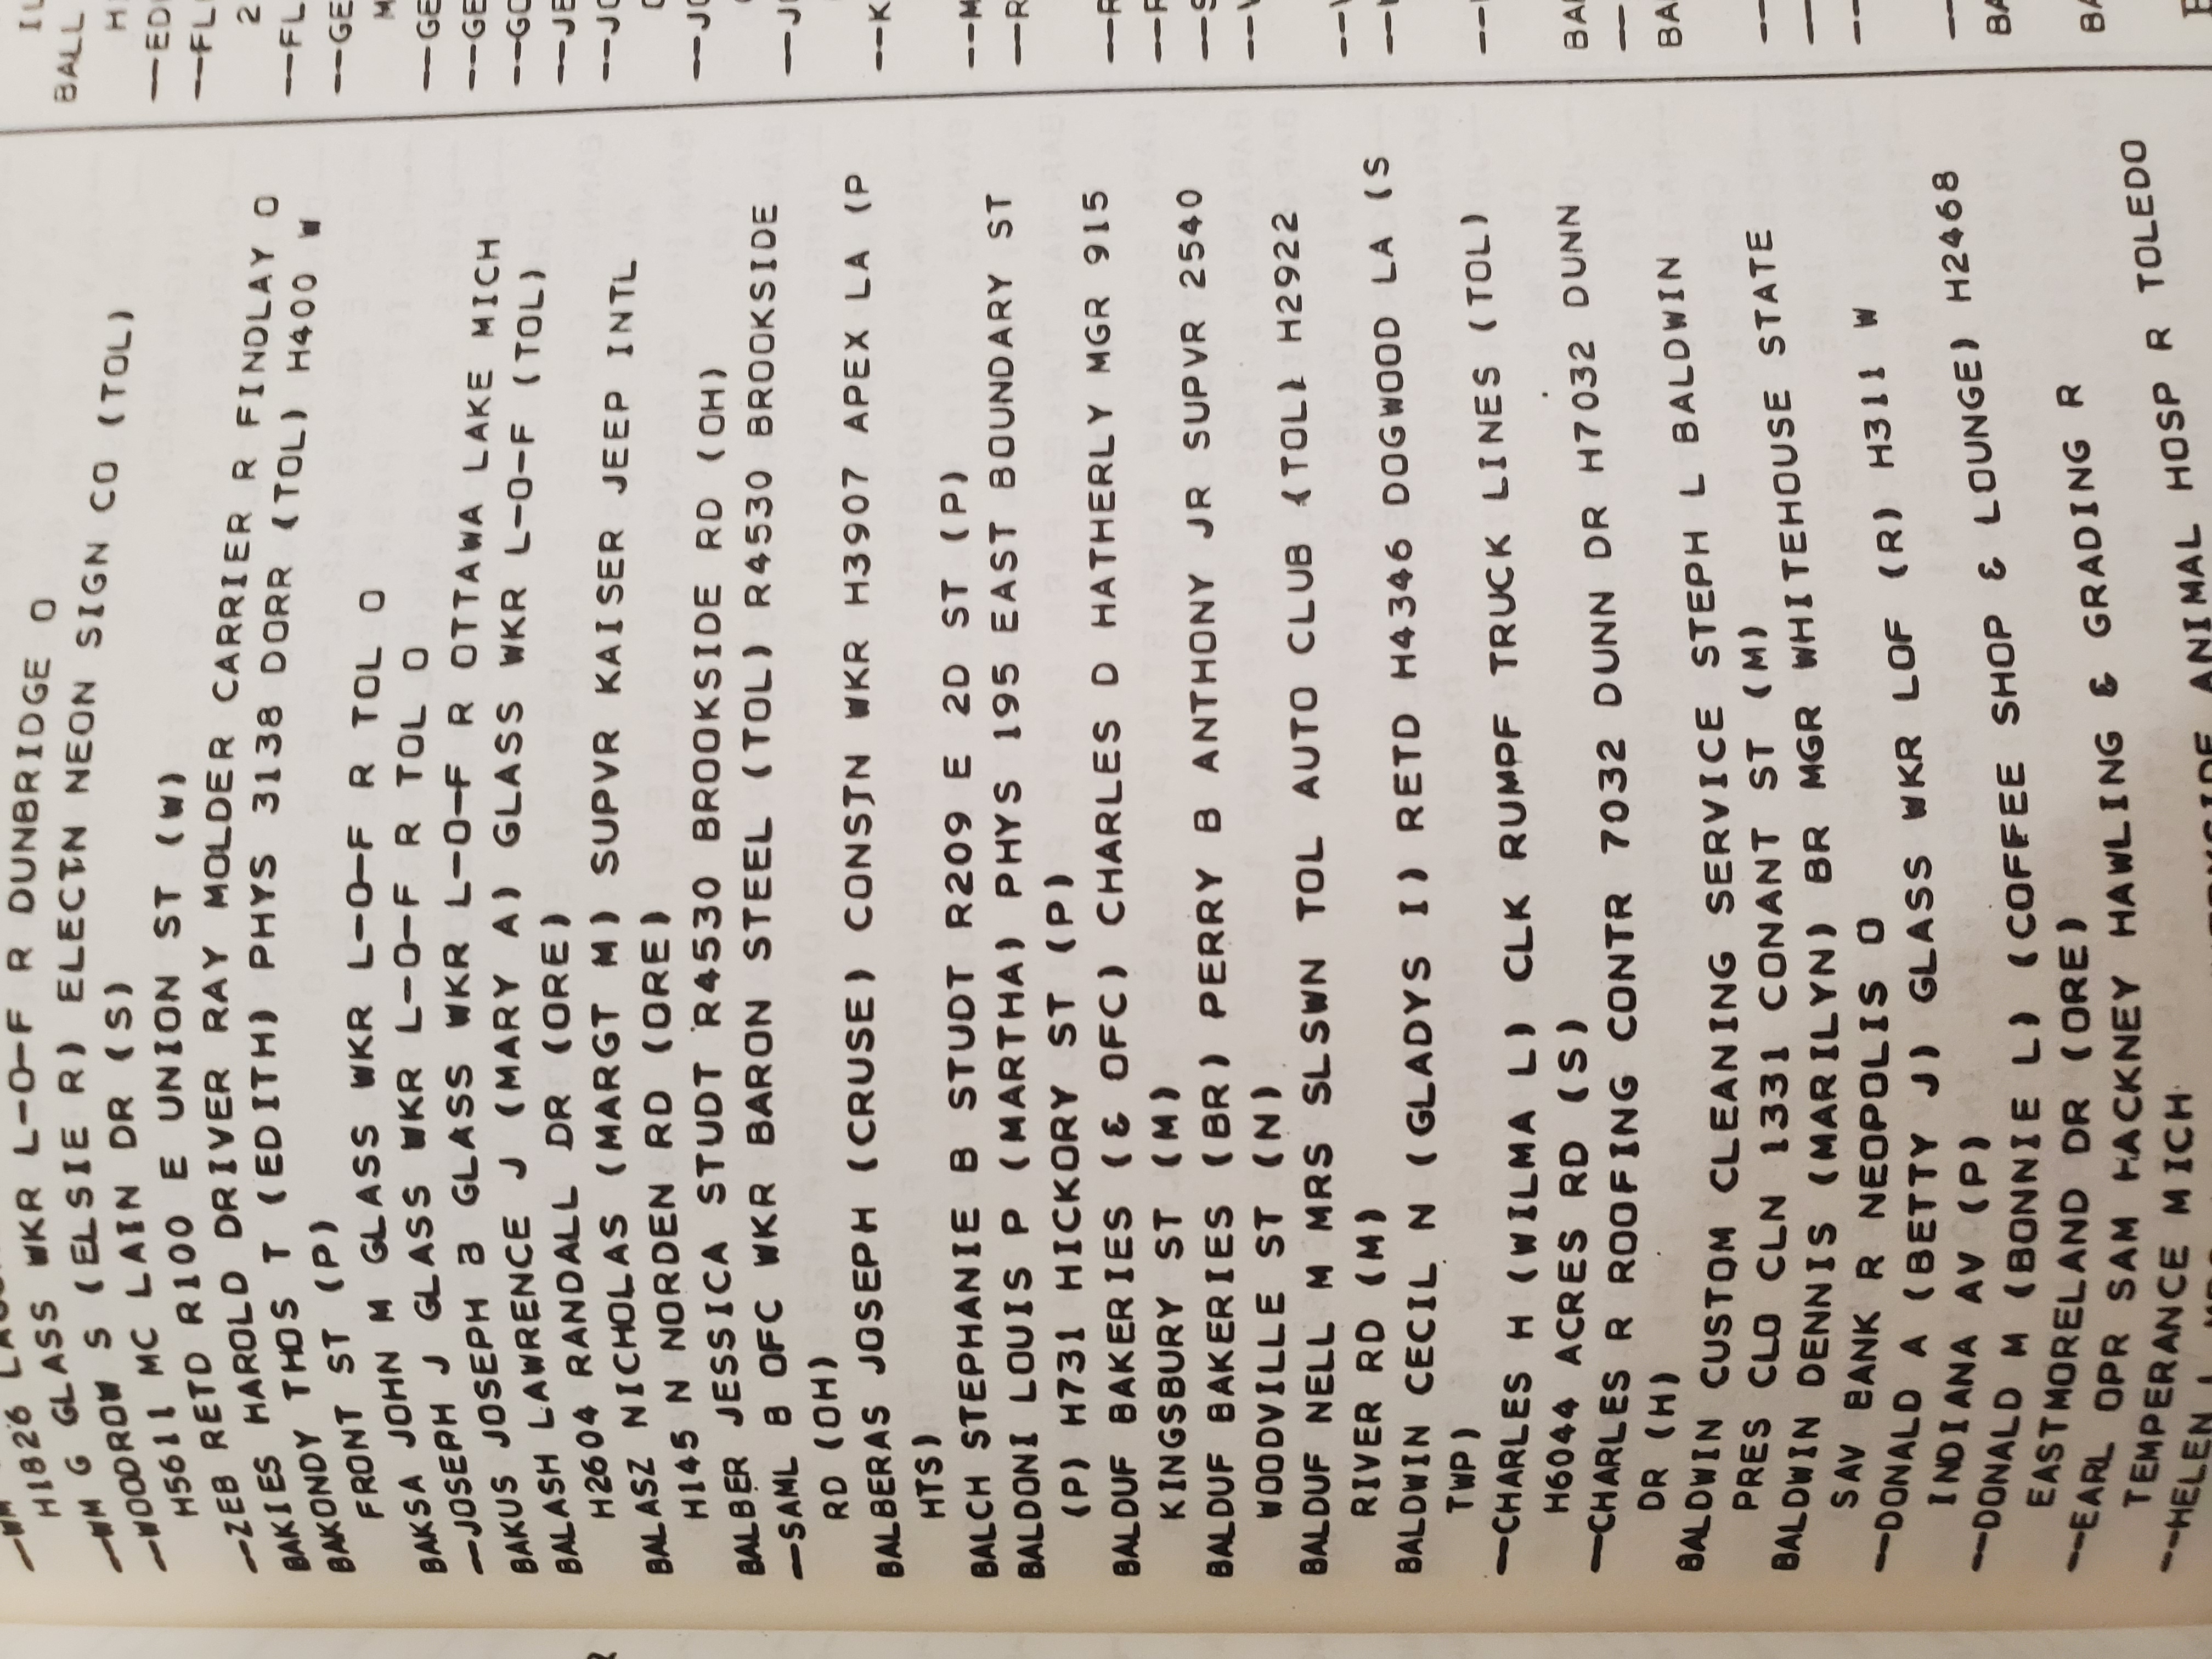 H1826
H1826 GLASS WKR L-O-F R DUNBRIDGE O
--WM G GLASS WKR L-O-F R DUNBRIDGE O
--WM S (ELSIE R) ELECTN NEON SIGN CO (TOL)
H5611 MC LAIN DR (S)
--WOODROW
--ZEB RETD R100 E UNION ST (W)
BAKIES HAROLD DRIVER RAY MOLDER CARRIER R FINDLAY O
BAKONDY THOS T (EDITH) PHYS 3138 DORR (TOL) H400 W
FRONT ST (P)
BAKSA JOHN M GLASS WKR L-O-F R TOL O
--JOSEPH J GLASS WKR L-O-F R TOL O
BAKUS JOSEPH B GLASS WKR L-O-F R OTTAWA LAKE MICH
BALASH LAWRENCE J (MARY A) GLASS WKR L-O-F (TOL)
H2604 RANDALL DR (ORE)
BALASZ NICHOLAS (MARGT M) SUPVR KAISER JEEP INTL
H145 N NORDEN RD (ORE)
BALBER JESSICA STUDT R4530 BROOKSIDE RD (OH)
--SAML B OFC WKR BARON STEEL (TOL) R4530 BROOKSIDE
RD (OH)
BALBERAS JOSEPH (CRUSE) CONSTN WKR H3907 APEX LA (P
HTS)
BALCH STEPHANIE B STUDT R209 E 2D ST (P)
BALDONI LOUIS P (MARTHA) PHYS 195 EAST BOUNDARY ST
(P) H731 HICKORY ST (P)
BALDUF BAKERIES (& OFC) CHARLES D HATHERLY MGR 915
KINGSBURY ST (M)
BALDUF BAKERIES (BR) PERRY B ANTHONY JR SUPVR 2540
WOODVILLE ST (N)
BALDUF NELL M MRS SLSWN TOL AUTO CLUB (TOL) H2922
RIVER RD (M)
BALDWIN CECIL N (GLADYS I) RETD H4346 DOGWOOD LA (S
TWP)
--CHARLES H (WILMA L) CLK RUMPF TRUCK LINES (TOL)
H6044 ACRES RD (S)
--CHARLES R ROOFING CONTR 7032 DUNN DR H7032 DUNN
DR (H)
BALDWIN CUSTOM CLEANING SERVICE STEPH L BALDWIN
PRES CLO CLN 1331 CONANT ST (M)
BALDWIN DENNIS (MARILYN) BR MGR WHITEHOUSE STATE
SAV BANK R NEOPOLIS O
--DONALD A (BETTY J) GLASS WKR LOF (R) H311 W
INDIANA AV (P)
--DONALD M (BONNIE L) (COFFEE SHOP & LOUNGE) H2468
EASTMORELAND DR (ORE)
--EARL OPR SAM HACKNEY HAWLING & GRADING R
TEMPERANCE MICH
--HELEN ANIMAL HOSP R TOLEDO